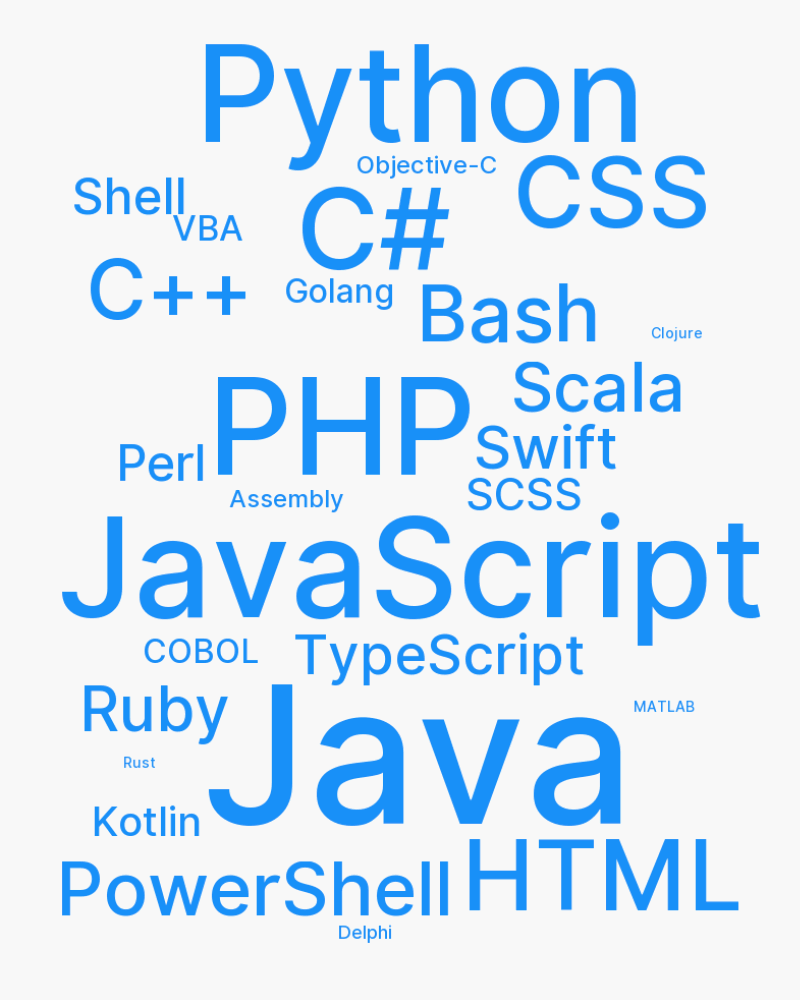 Python
Objective-C
CSS
Shell
VBA
C#
C++
Golang
Bash
Clojure
Scala
PHP
Swift
Perl
SCSS
Assembly
JavaScript
COBOL
TypeScript
Ruby
MATLAB
Java
Rust
Kotlin
HTML
PowerShell
Delphi